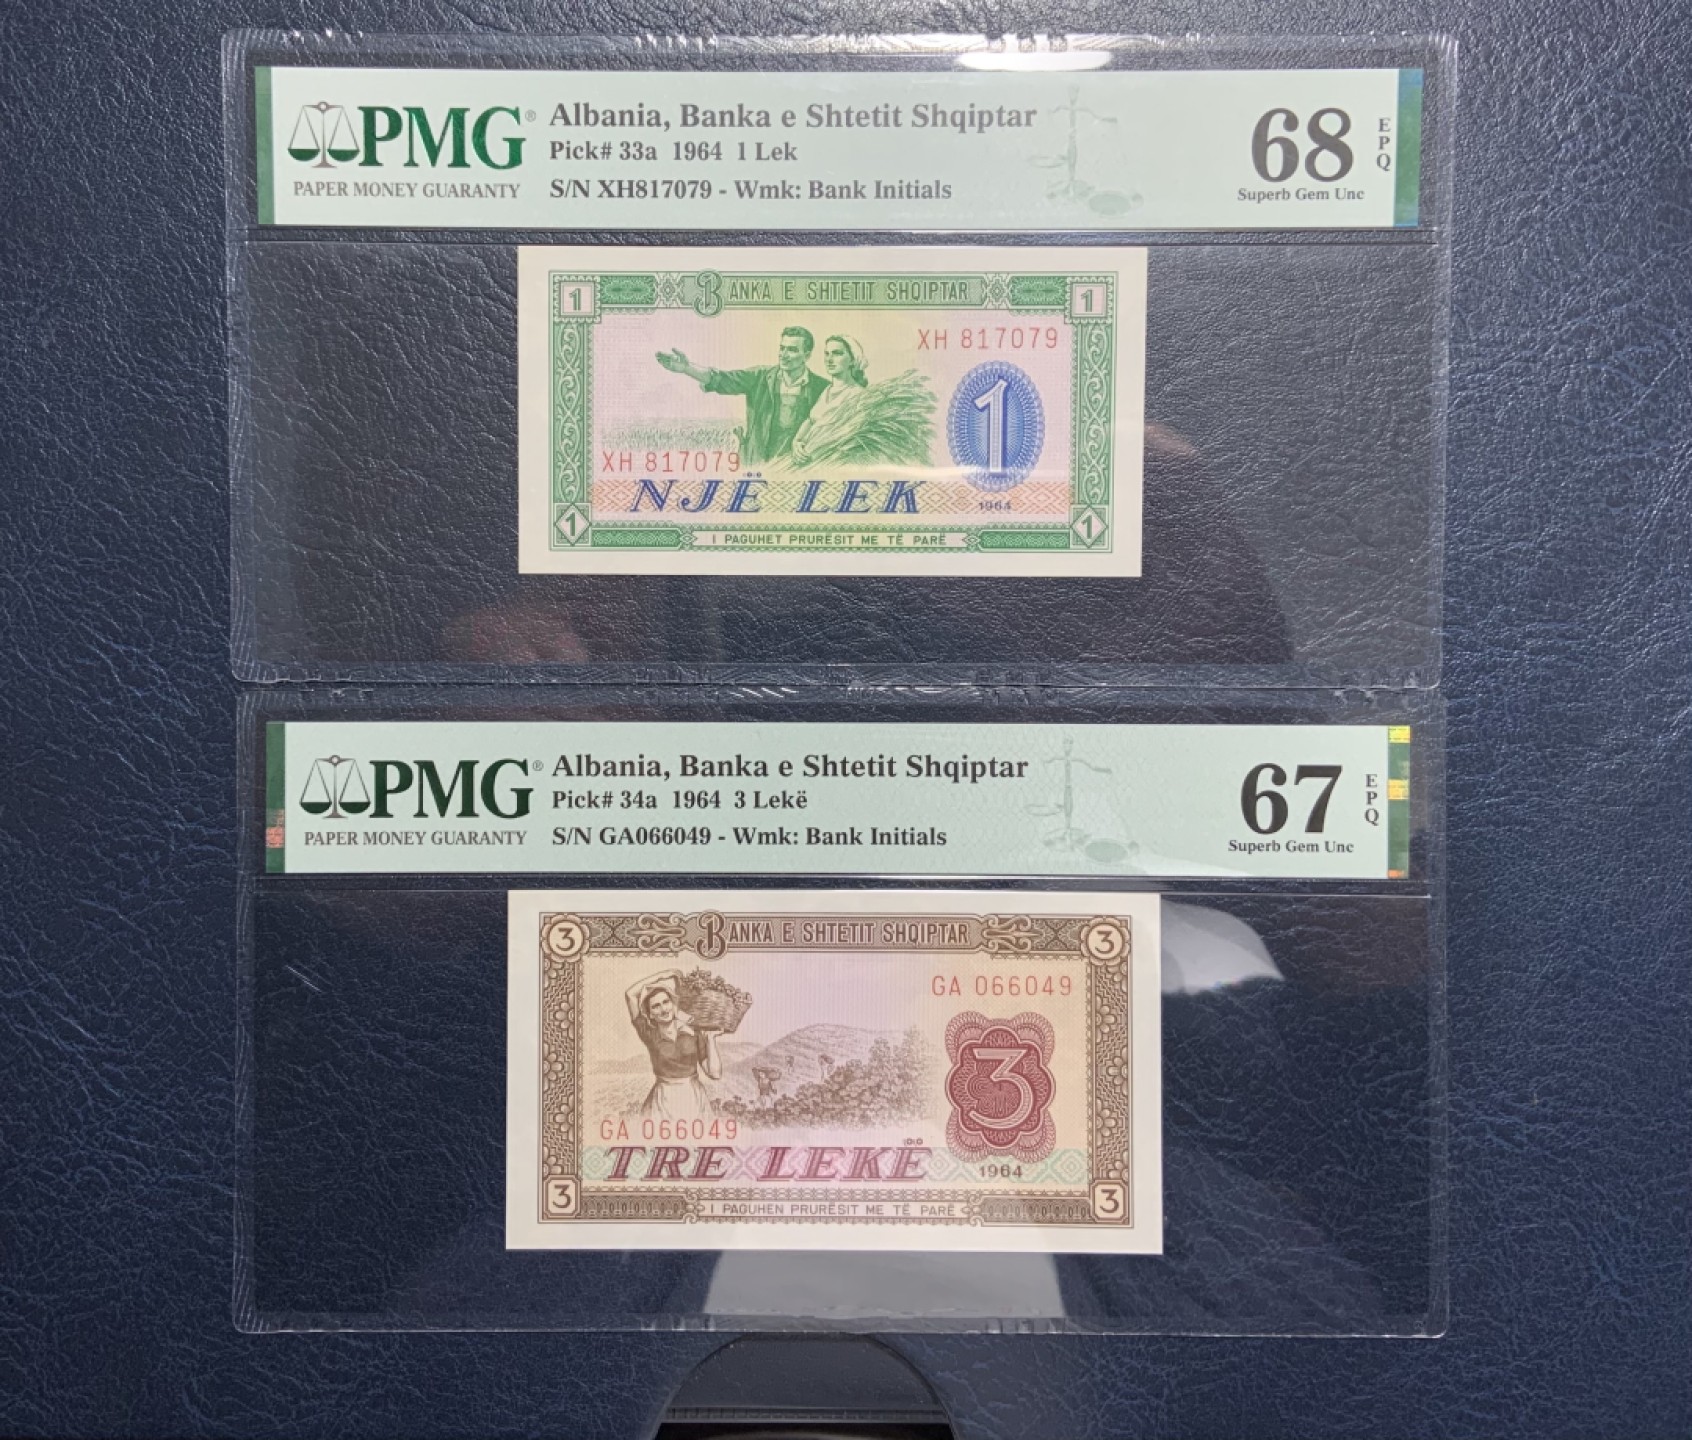 PMG®
PAPER MONEY GUARANTY
Albania, Banka e Shtetit Shqiptar
Pick# 33a 1964 1 Lek
S/N XH817079 - Wmk: Bank Initials
68
EPQ
Superb Gem Unc
1
BANKA E SHTETIT SHQIPTAR
1
XH 817079
1
XH 817079
NJË LEK
1964
1
I PAGUHET PRURËSIT ME TË PARË
1
PMG®
PAPER MONEY GUARANTY
Albania, Banka e Shtetit Shqiptar
Pick# 34a 1964 3 Lekë
S/N GA066049 - Wmk: Bank Initials
67
EPQ
Superb Gem Unc
3
BANKA E SHTETIT SHQIPTAR
3
GA 066049
3
GA 066049
TRE LEKË
1964
3
I PAGUHEN PRURËSIT ME TË PARË
3